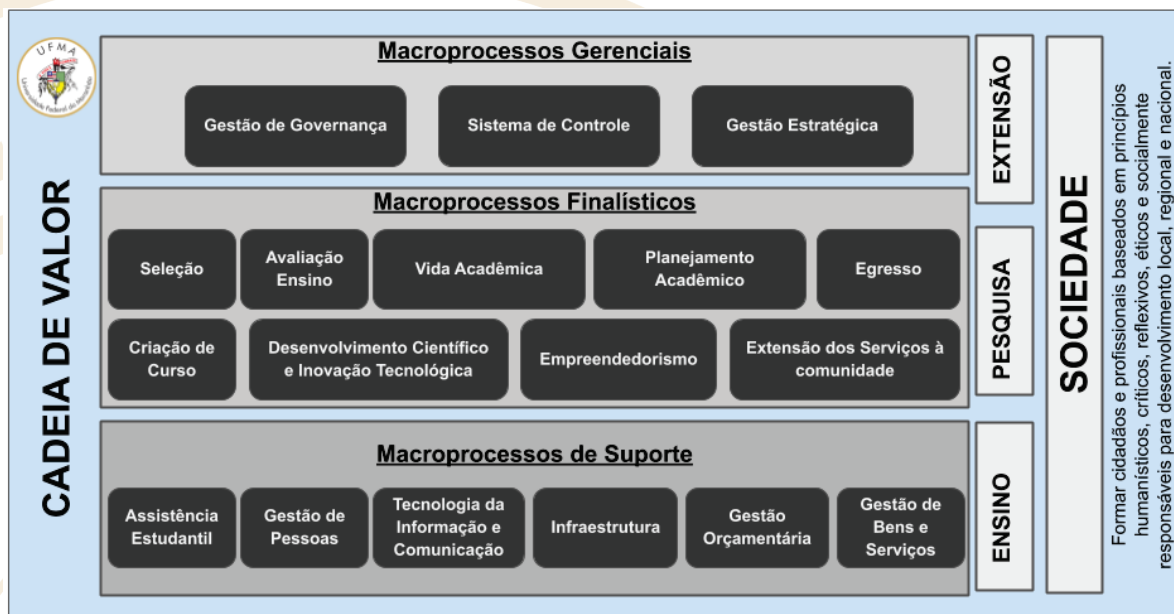 UFMA
Universidade Federal do Maranhão
CADEIA DE VALOR
Macroprocessos Gerenciais
Gestão de Governança
Sistema de Controle
Gestão Estratégica
Macroprocessos Finalísticos
Seleção
Avaliação
Ensino
Vida Acadêmica
Planejamento
Acadêmico
Egresso
Criação de
Curso
Desenvolvimento Científico
e Inovação Tecnológica
Empreendedorismo
Extensão dos Serviços à
comunidade
Macroprocessos de Suporte
Assistência
Estudantil
Gestão de
Pessoas
Tecnologia da
Informação e
Comunicação
Infraestrutura
Gestão
Orçamentária
Gestão de
Bens e
Serviços
EXTENSÃO
PESQUISA
ENSINO
SOCIEDADE
Formar cidadãos e profissionais baseados em princípios
humanísticos, críticos, reflexivos, éticos e socialmente
responsáveis para desenvolvimento local, regional e nacional.